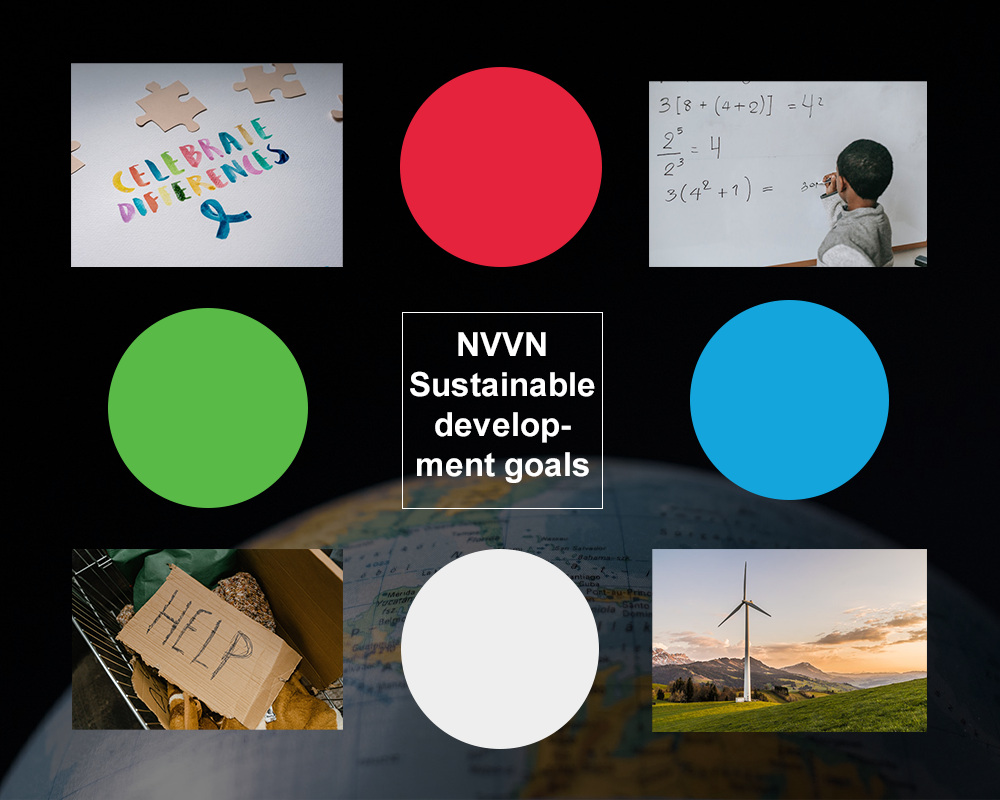 CELEBRATE
DIFFERENCES
3[8 + (4+2)] = 4²
2⁵
/2³ = 4
3(4² + 1) =
NVVN
Sustainable
develop-
ment goals
Santo
HELP